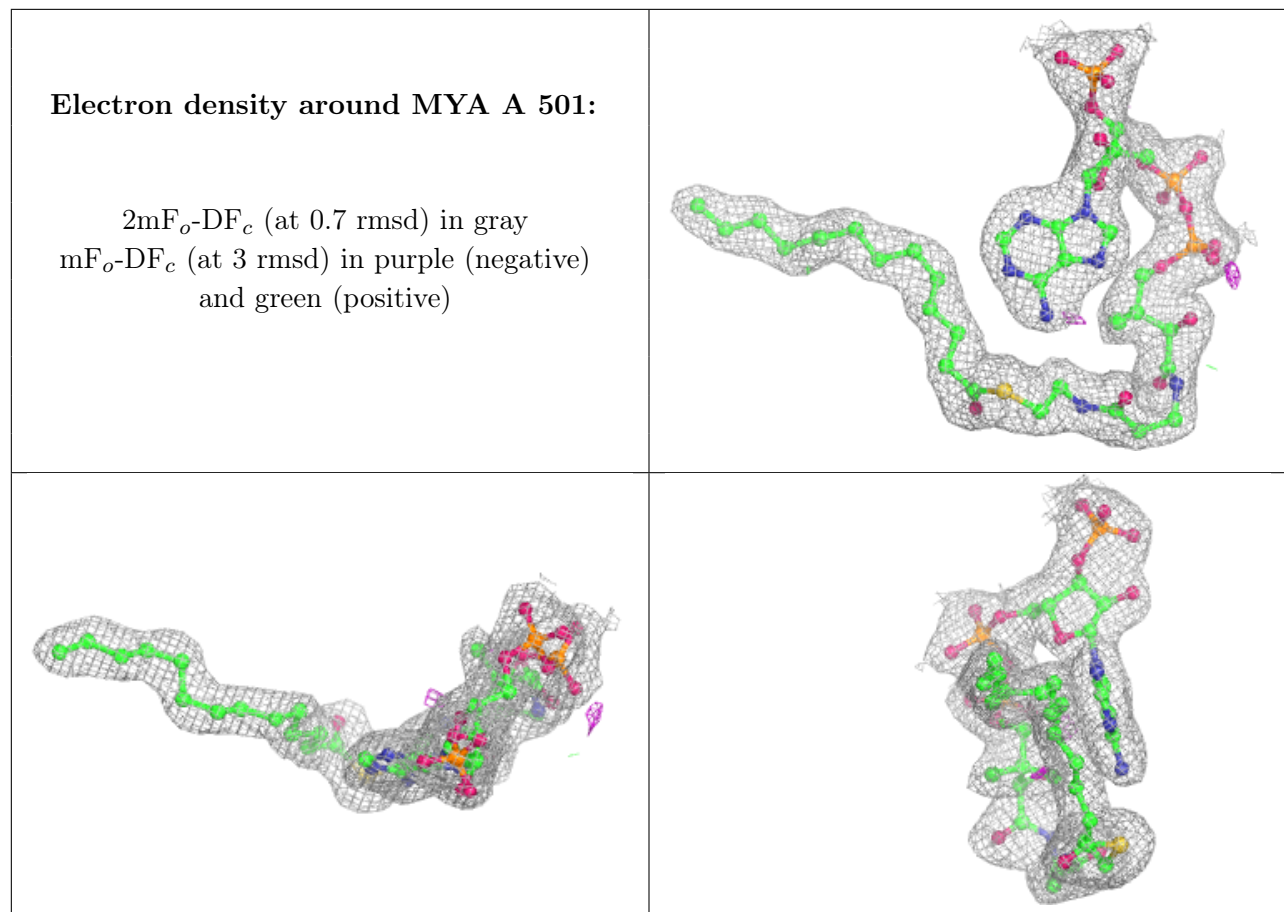 Electron density around MYA A 501:
2mFo-DFc (at 0.7 rmsd) in gray
mFo-DFc (at 3 rmsd) in purple (negative)
and green (positive)